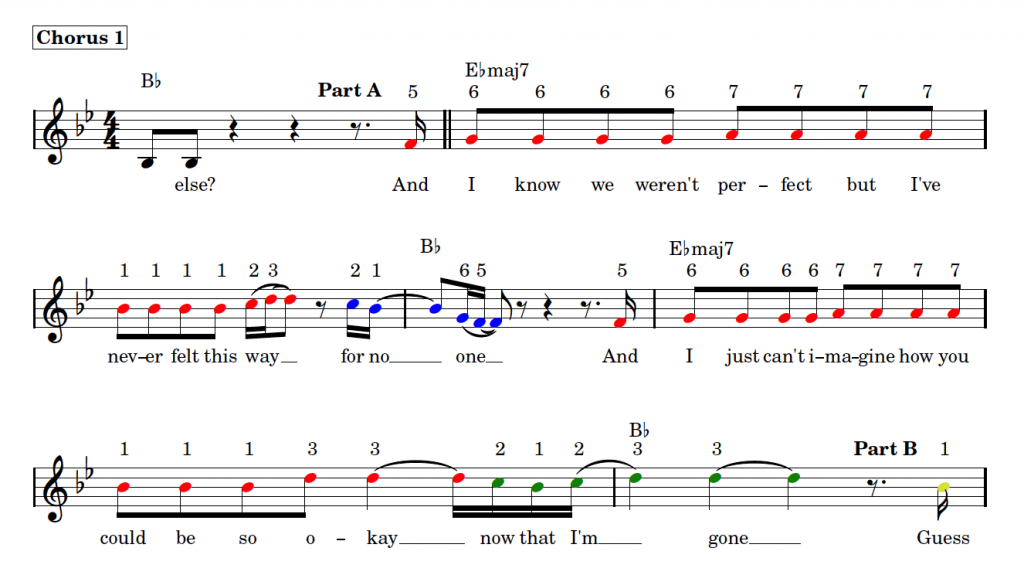 Chorus 1
B♭ E♭maj7
Part A 5 6 6 6 6 7 7 7 7
4
4
else? And I know we weren't per – fect but I've
B♭ E♭maj7
1 1 1 1 2 3 2 1 6 5 5 6 6 6 6 7 7 7 7
nev–er felt this way for no one And I just can't i–ma–gine how you
B♭
1 1 1 3 3 2 1 2 3 3 Part B 1
could be so o – kay now that I'm gone Guess